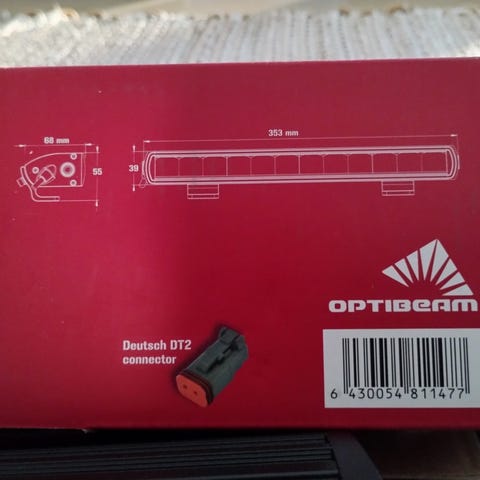 68 mm
353 mm
55
39
OPTIBEAM
Deutsch DT2
connector
6 430054 811477